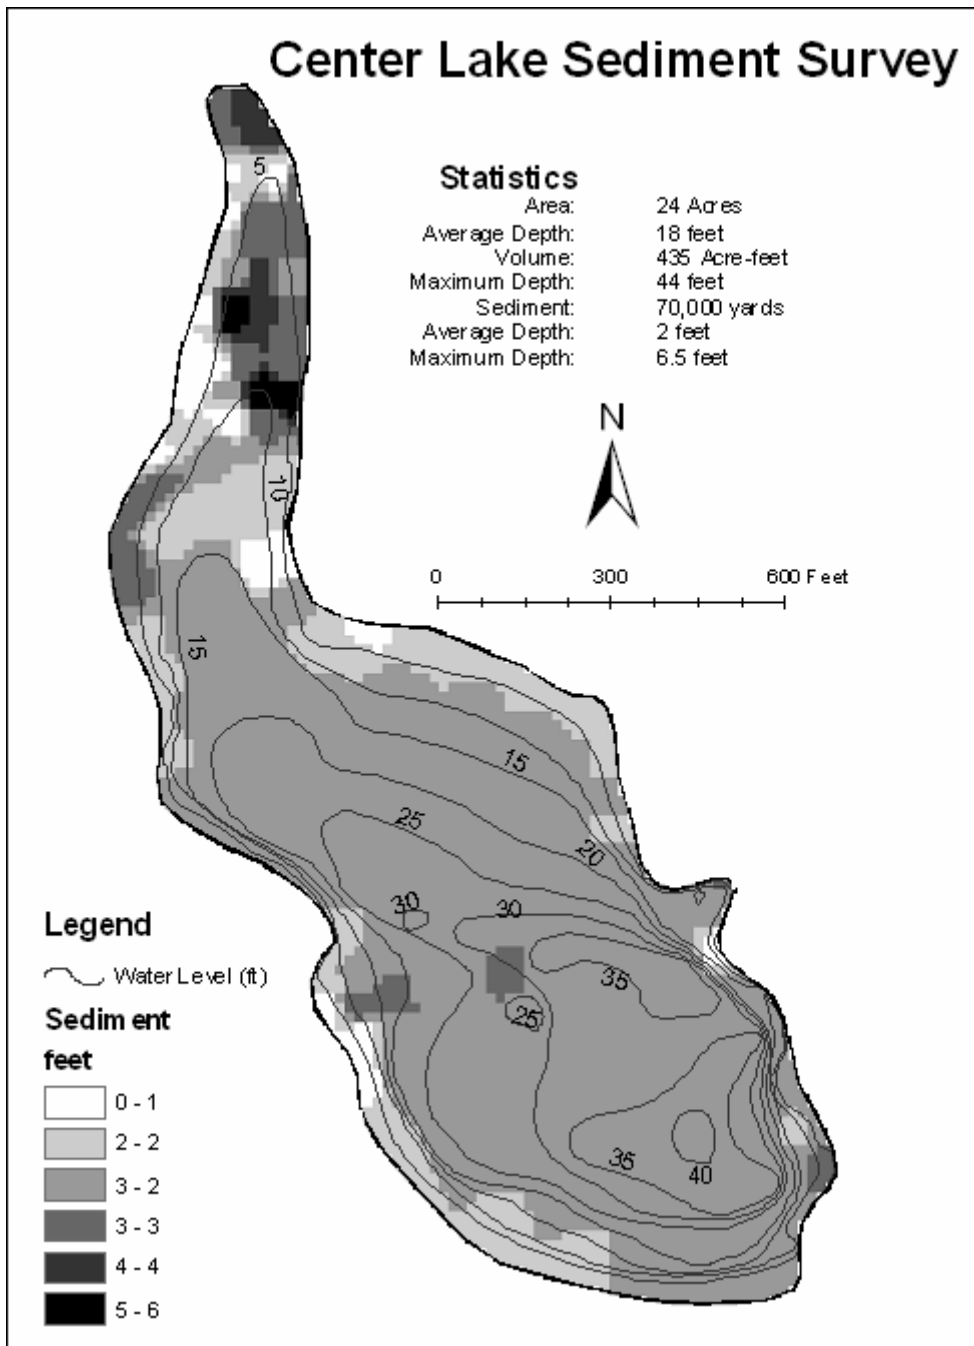 Center Lake Sediment Survey
Statistics
Area: 24 Acres
Average Depth: 18 feet
Volume: 435 Acre-feet
Maximum Depth: 44 feet
Sediment: 70,000 yards
Average Depth: 2 feet
Maximum Depth: 6.5 feet
5
N
10
0 300 600 Feet
15
15
25
20
30
30
35
25
35
40
Legend
Water Level (ft)
Sediment
feet
0 - 1
2 - 2
3 - 2
3 - 3
4 - 4
5 - 6